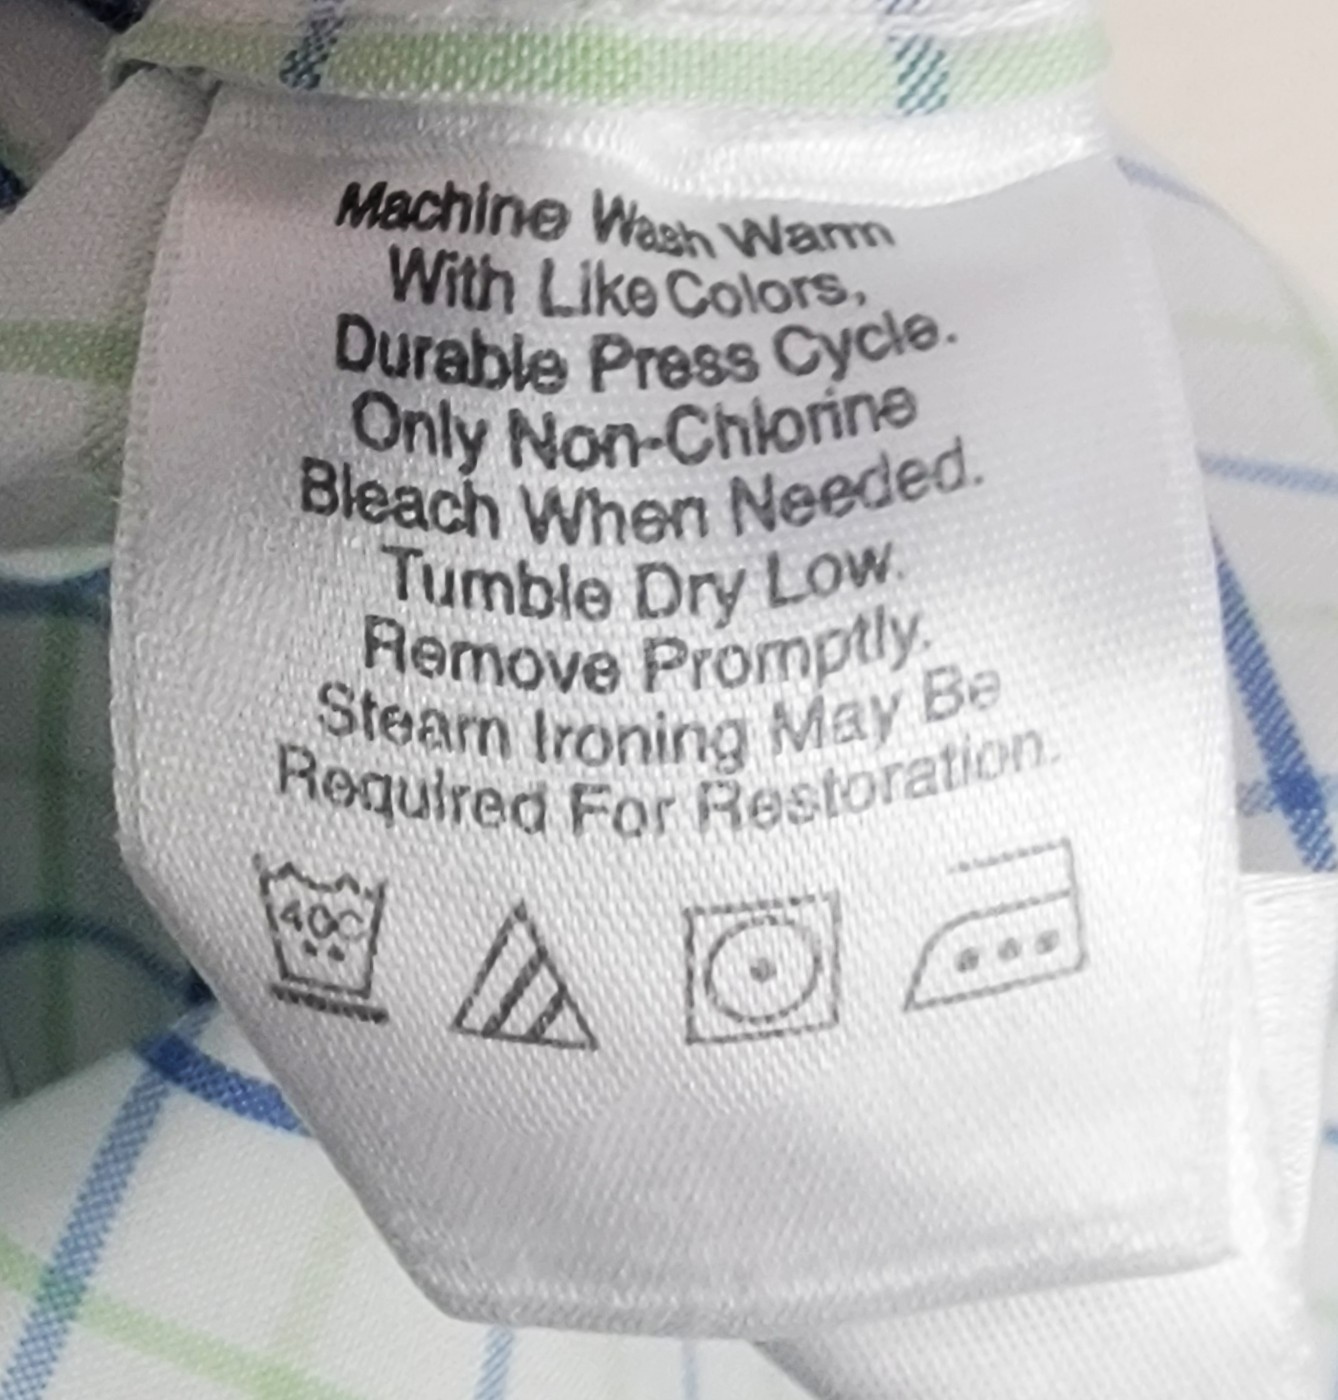 Machine Wash Warm
With Like Colors,
Durable Press Cycle.
Only Non-Chlorine
Bleach When Needed.
Tumble Dry Low.
Remove Promptly.
Steam Ironing May Be
Required For Restoration.
40C